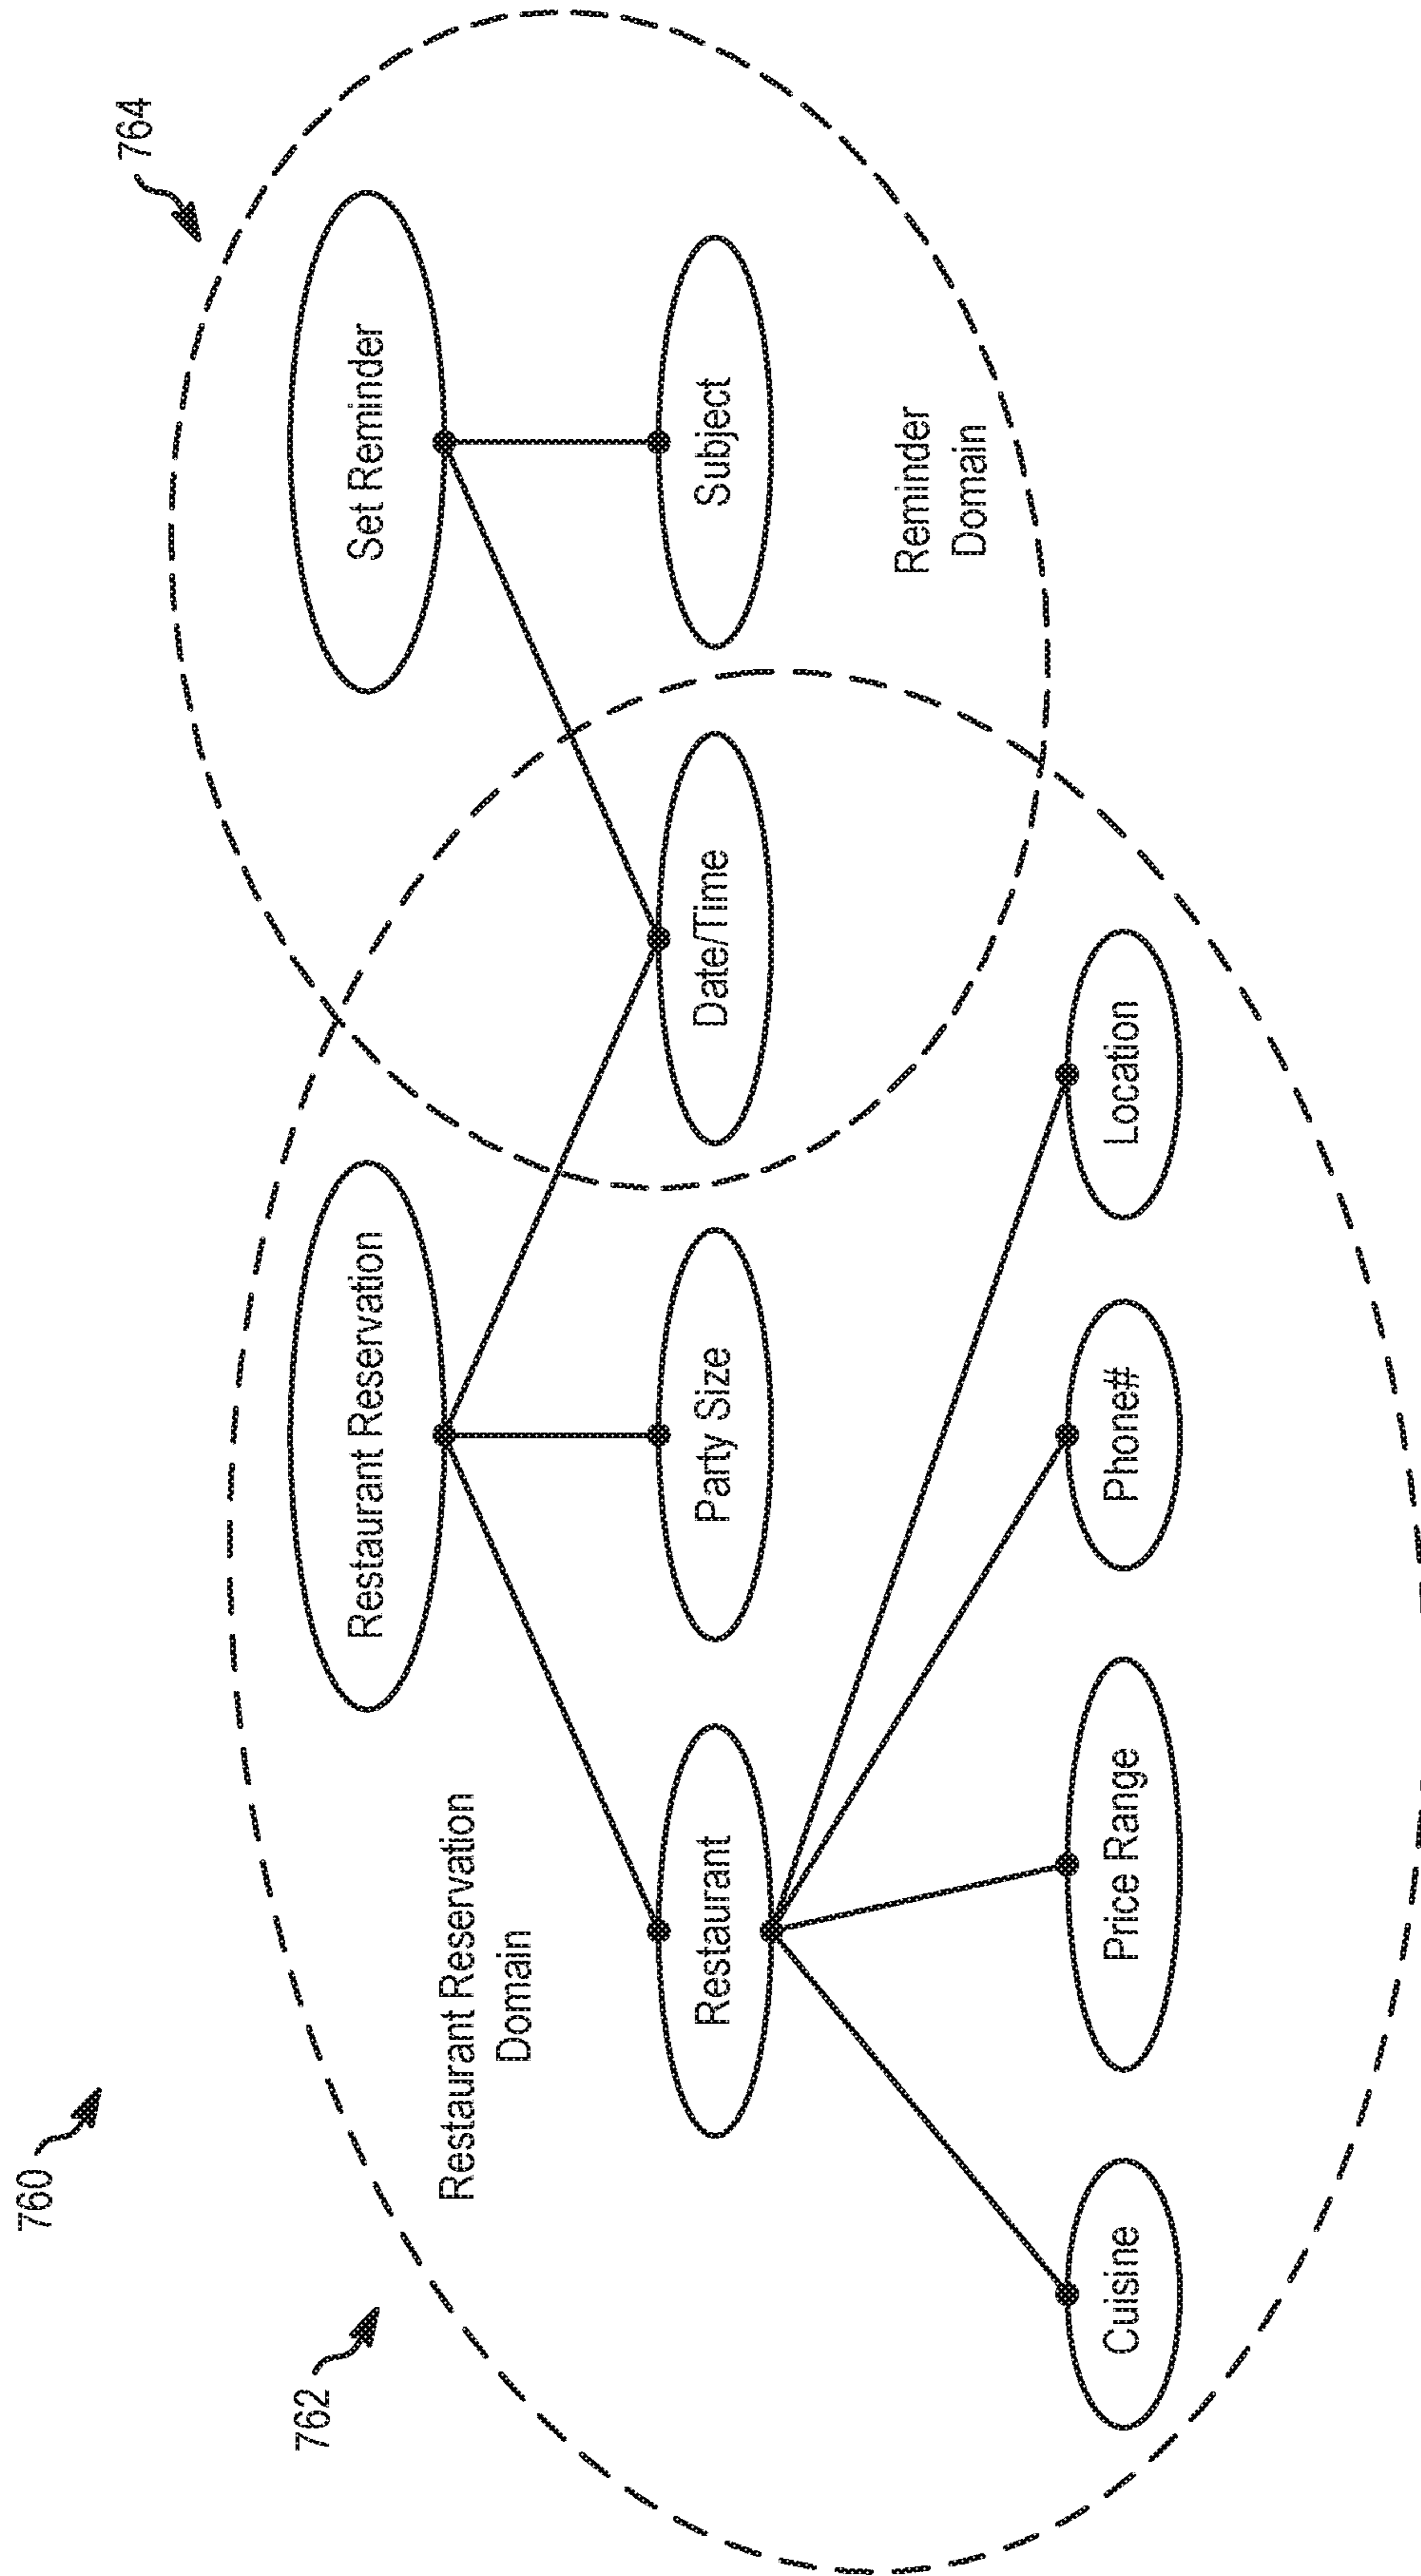 760
762
764
Restaurant Reservation
Set Reminder
Restaurant Reservation
Domain
Restaurant
Party Size
Date/Time
Subject
Reminder
Domain
Cuisine
Price Range
Phone#
Location